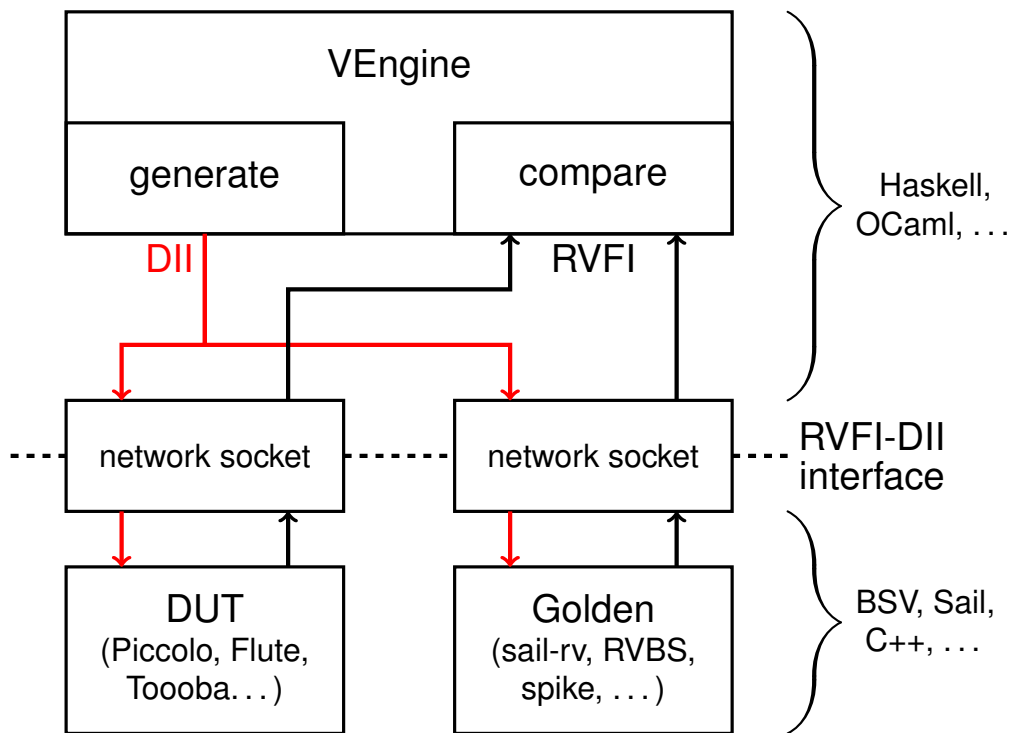 VEngine
generate
compare
Haskell,
OCaml, ...
DII
RVFI
network socket
network socket
RVFI-DII
interface
DUT
(Piccolo, Flute,
Toooba...)
Golden
(sail-rv, RVBS,
spike, ...)
BSV, Sail,
C++, ...